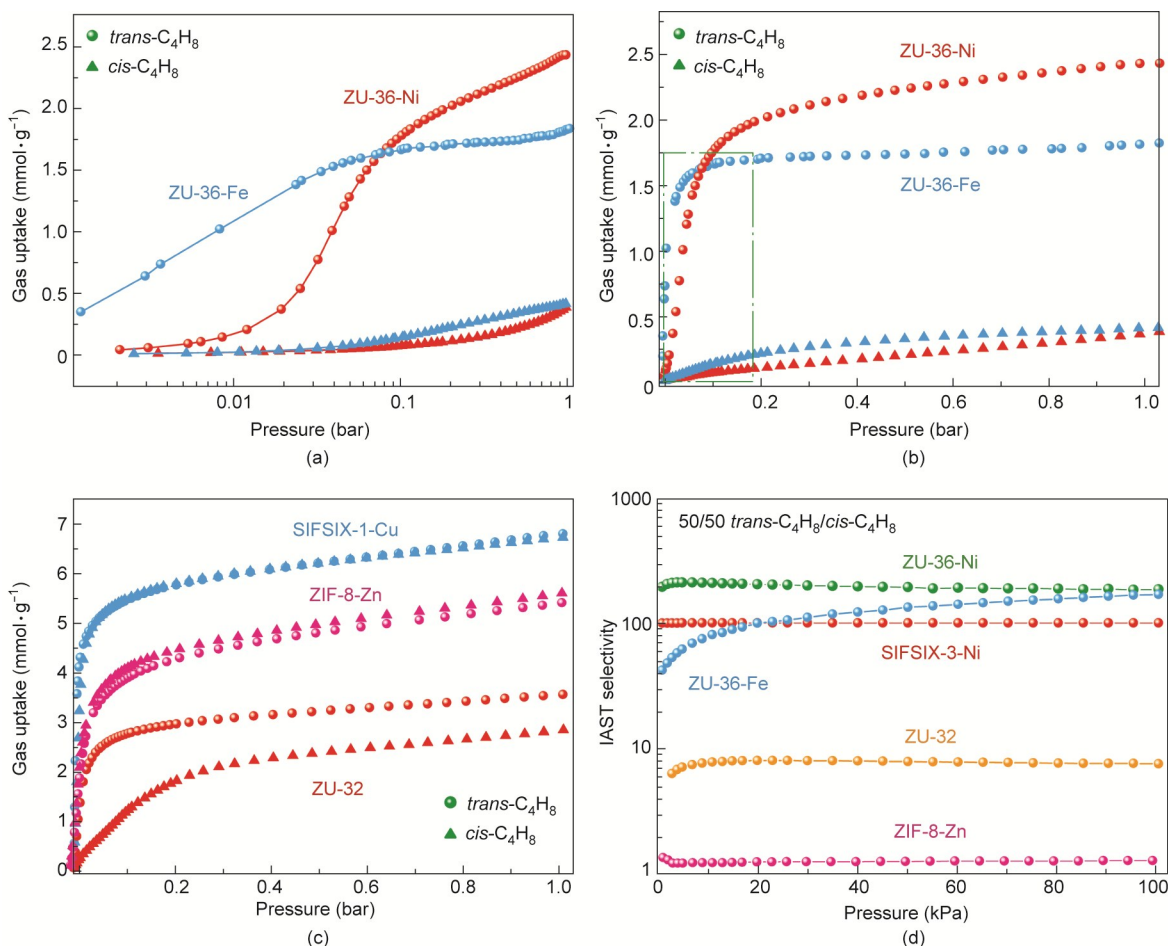 trans-C₄H₈
cis-C₄H₈
ZU-36-Ni
ZU-36-Fe
2.5
2.0
1.5
1.0
0.5
0
Gas uptake (mmol·g⁻¹)
0.01
0.1
1
Pressure (bar)
(a)
trans-C₄H₈
cis-C₄H₈
ZU-36-Ni
ZU-36-Fe
3.0
2.5
2.0
1.5
1.0
0.5
0
Gas uptake (mmol·g⁻¹)
0.2
0.4
0.6
0.8
1.0
Pressure (bar)
(b)
SIFSIX-1-Cu
ZIF-8-Zn
ZU-32
trans-C₄H₈
cis-C₄H₈
7
6
5
4
3
2
1
0
Gas uptake (mmol·g⁻¹)
0.2
0.4
0.6
0.8
1.0
Pressure (bar)
(c)
50/50 trans-C₄H₈/cis-C₄H₈
ZU-36-Ni
SIFSIX-3-Ni
ZU-36-Fe
ZU-32
ZIF-8-Zn
1000
100
10
1
IAST selectivity
0
20
40
60
80
100
Pressure (kPa)
(d)